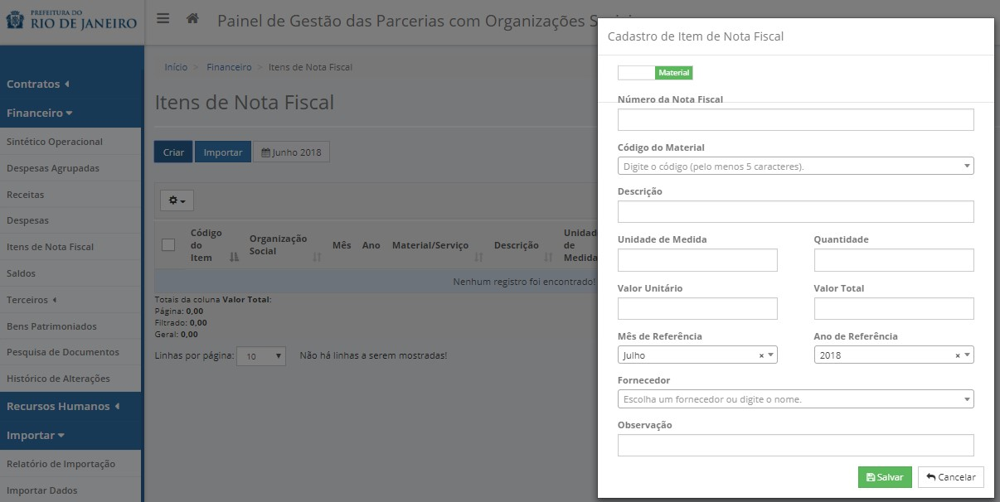 PREFEITURA DO
RIO DE JANEIRO
Painel de Gestão das Parcerias com Organizações
Contratos
Financeiro
Sintético Operacional
Despesas Agrupadas
Receitas
Despesas
Itens de Nota Fiscal
Saldos
Terceiros
Bens Patrimoniados
Pesquisa de Documentos
Histórico de Alterações
Recursos Humanos
Importar
Relatório de Importação
Importar Dados
Início > Financeiro > Itens de Nota Fiscal
Itens de Nota Fiscal
Criar
Importar
Junho 2018
Código do Item
Organização Social
Mês
Ano
Material/Serviço
Descrição
Unidad de Medida
Nenhum registro foi encontrado!
Totais da coluna Valor Total:
Página: 0,00
Filtrado: 0,00
Geral: 0,00
Linhas por página: 10 Não há linhas a serem mostradas!
Cadastro de Item de Nota Fiscal
Material
Número da Nota Fiscal
Código do Material
Digite o código (pelo menos 5 caracteres).
Descrição
Unidade de Medida Quantidade
Valor Unitário Valor Total
Mês de Referência Ano de Referência
Julho × 2018 ×
Fornecedor
Escolha um fornecedor ou digite o nome.
Observação
Salvar Cancelar